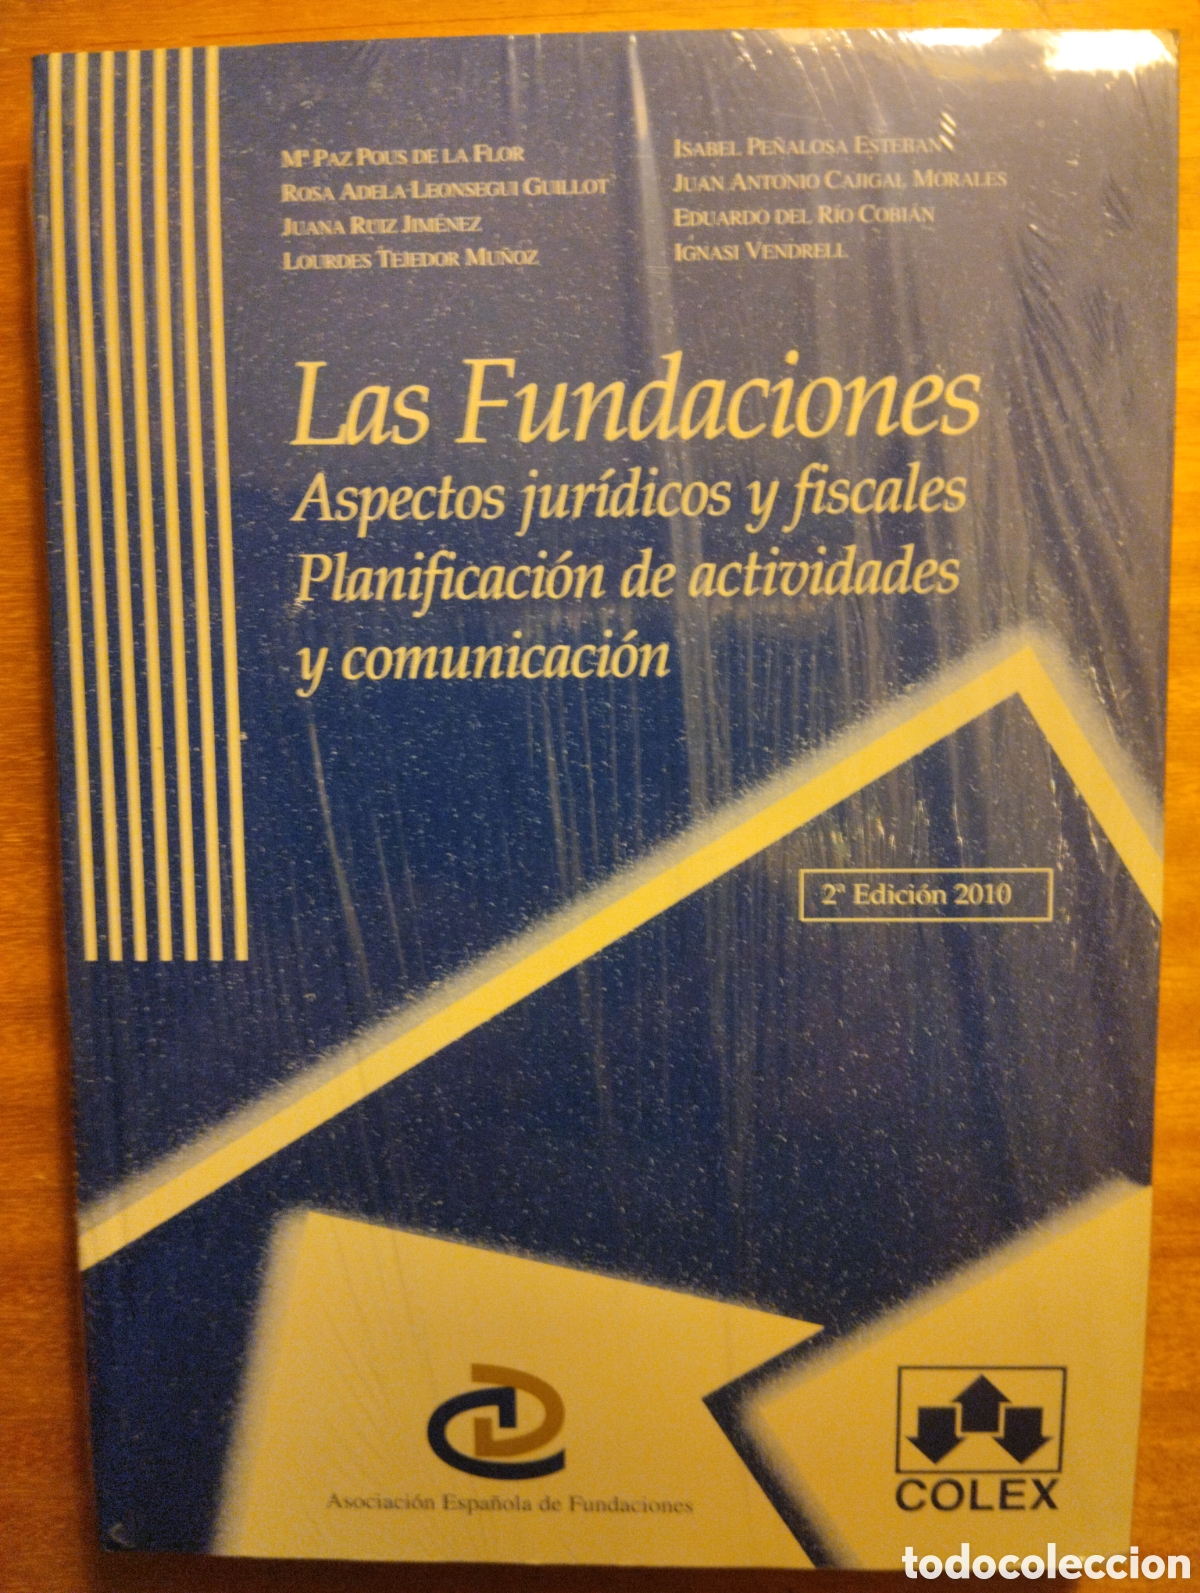 Mª Paz Pous de la Flor
Rosa Adela Leonsegui Guillot
Juana Ruiz Jiménez
Lourdes Tejedor Muñoz
Isabel Peñalosa Esteban
Juan Antonio Cajigal Morales
Eduardo del Río Cobián
Ignasi Vendrell
Las Fundaciones
Aspectos jurídicos y fiscales
Planificación de actividades
y comunicación
2ª Edición 2010
Asociación Española de Fundaciones
COLEX
todocoleccion